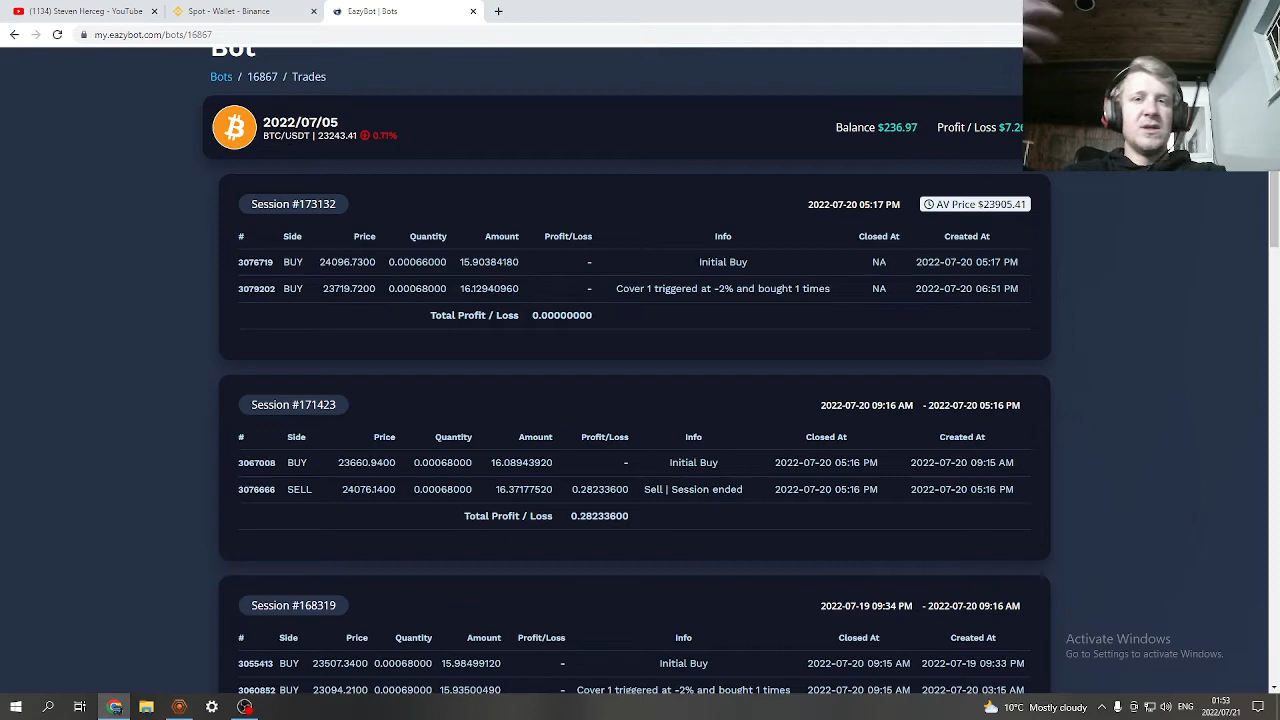 (1134) Steven Herceg - YouTube
Spot - Wallet - Binance
EazyBot | Bots
my.eazybot.com/bots/16867
Bot
Bots / 16867 / Trades
2022/07/05
BTC/USDT | 23243.41 0.71%
Balance $236.97 Profit / Loss $7.26
Session #173132 2022-07-20 05:17 PM AV Price $23905.41
# Side Price Quantity Amount Profit/Loss Info Closed At Created At
3076719 BUY 24096.7300 0.00066000 15.90384180 - Initial Buy NA 2022-07-20 05:17 PM
3079202 BUY 23719.7200 0.00068000 16.12940960 - Cover 1 triggered at -2% and bought 1 times NA 2022-07-20 06:51 PM
Total Profit / Loss 0.00000000
Session #171423 2022-07-20 09:16 AM - 2022-07-20 05:16 PM
# Side Price Quantity Amount Profit/Loss Info Closed At Created At
3067008 BUY 23660.9400 0.00068000 16.08943920 - Initial Buy 2022-07-20 05:16 PM 2022-07-20 09:15 AM
3076666 SELL 24076.1400 0.00068000 16.37177520 0.28233600 Sell | Session ended 2022-07-20 05:16 PM 2022-07-20 05:16 PM
Total Profit / Loss 0.28233600
Session #168319 2022-07-19 09:34 PM - 2022-07-20 09:16 AM
# Side Price Quantity Amount Profit/Loss Info Closed At Created At
3055413 BUY 23507.3400 0.00068000 15.98499120 - Initial Buy 2022-07-20 09:15 AM 2022-07-19 09:33 PM
3060852 BUY 23094.2100 0.00069000 15.93500490 - Cover 1 triggered at -2% and bought 1 times 2022-07-20 09:15 AM 2022-07-20 03:15 AM
Activate Windows
Go to Settings to activate Windows.
10°C Mostly cloudy
ENG
01:53
2022/07/21